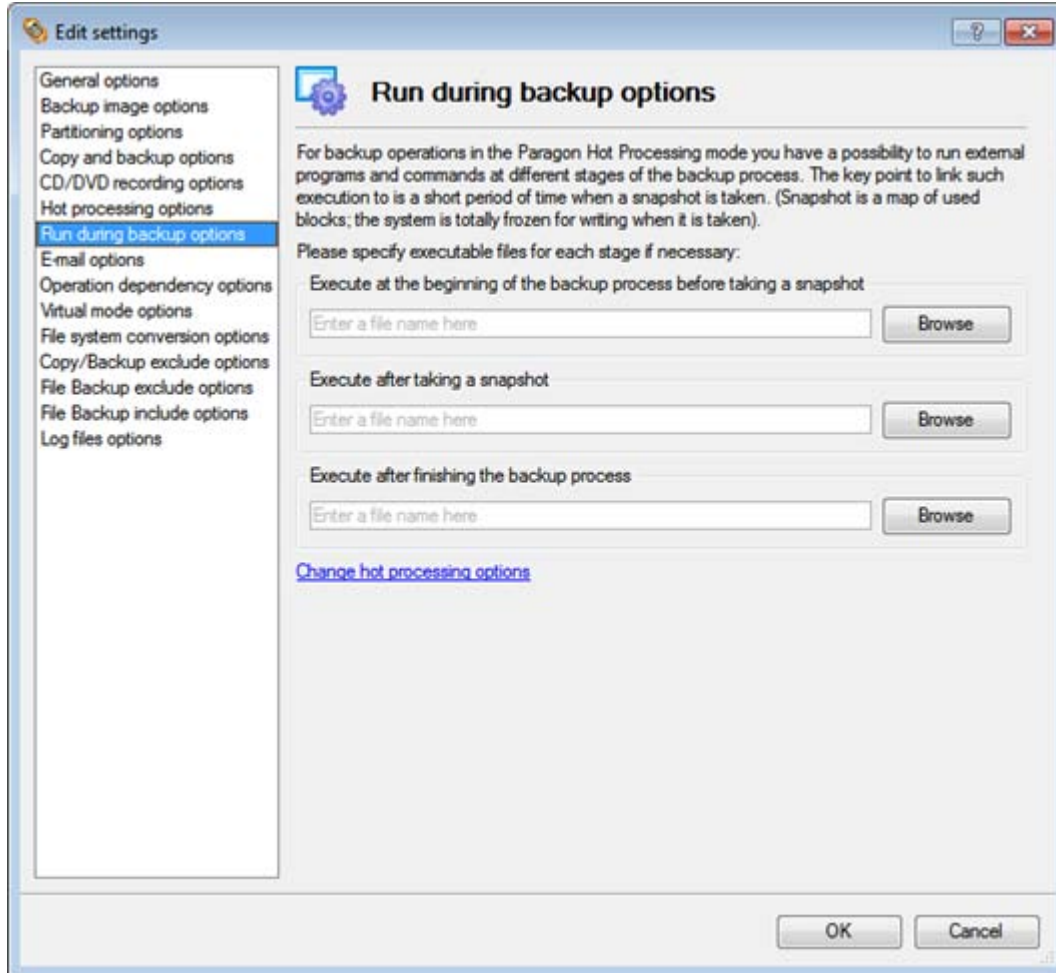 Edit settings
General options
Backup image options
Partitioning options
Copy and backup options
CD/DVD recording options
Hot processing options
Run during backup options
E-mail options
Operation dependency options
Virtual mode options
File system conversion options
Copy/Backup exclude options
File Backup exclude options
File Backup include options
Log files options
Run during backup options
For backup operations in the Paragon Hot Processing mode you have a possibility to run external
programs and commands at different stages of the backup process. The key point to link such
execution to is a short period of time when a snapshot is taken. (Snapshot is a map of used
blocks; the system is totally frozen for writing when it is taken).
Please specify executable files for each stage if necessary:
Execute at the beginning of the backup process before taking a snapshot
Enter a file name here
Browse
Execute after taking a snapshot
Enter a file name here
Browse
Execute after finishing the backup process
Enter a file name here
Browse
Change hot processing options
OK
Cancel